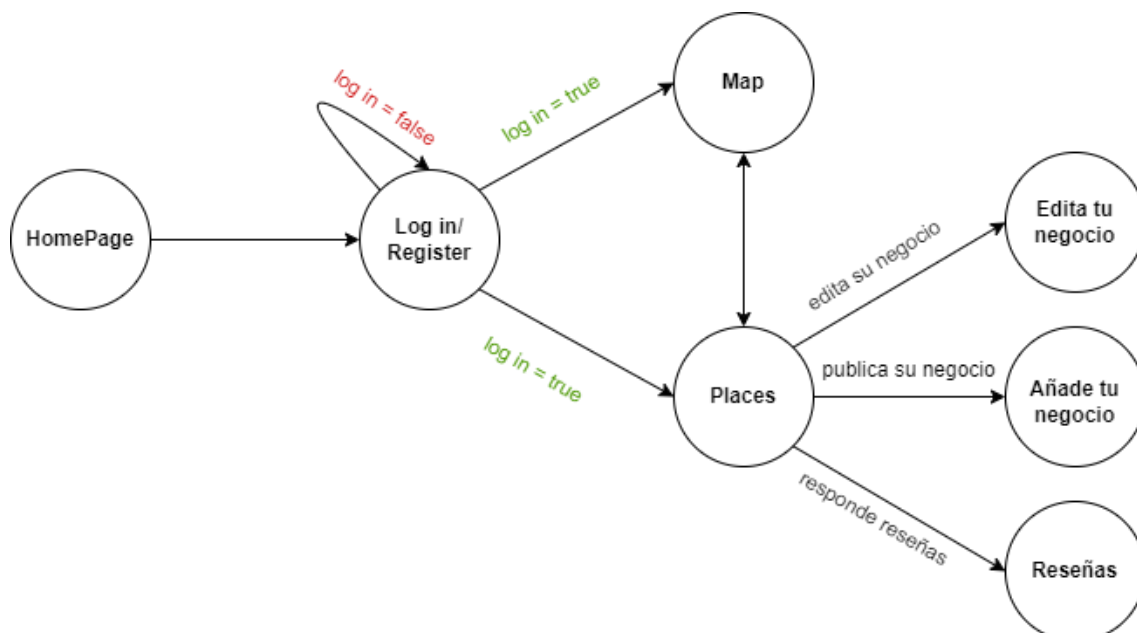 HomePage
log in = false
Log in/
Register
log in = true
log in = true
Map
Places
edita su negocio
publica su negocio
responde reseñas
Edita tu
negocio
Añade tu
negocio
Reseñas